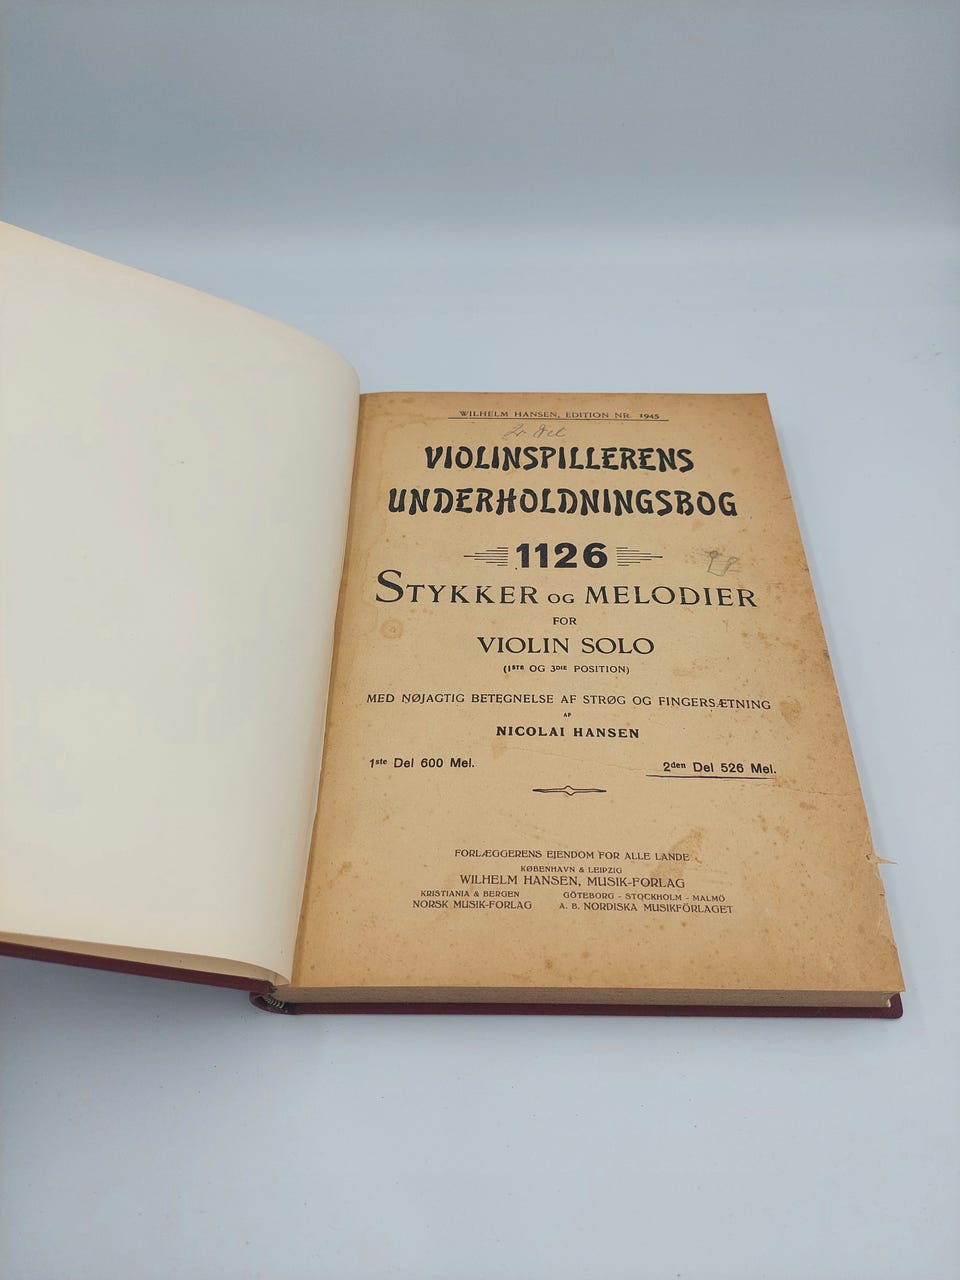 WILHELM HANSEN, EDITION NR. 1945
VIOLINSPILLERENS
UNDERHOLDNINGSBOG
1126
STYKKER OG MELODIER
FOR
VIOLIN SOLO
(1STE OG 3DIE POSITION)
MED NØJAGTIG BETEGNELSE AF STRØG OG FINGERSÆTNING
AF
NICOLAI HANSEN
1ste Del 600 Mel.
2den Del 526 Mel.
FORLÆGGERENS EJENDOM FOR ALLE LANDE
KØBENHAVN & LEIPZIG
WILHELM HANSEN, MUSIK-FORLAG
KRISTIANIA & BERGEN
NORSK MUSIK-FORLAG
GÖTEBORG - STOCKHOLM - MALMÖ
A. B. NORDISKA MUSIKFÖRLAGET